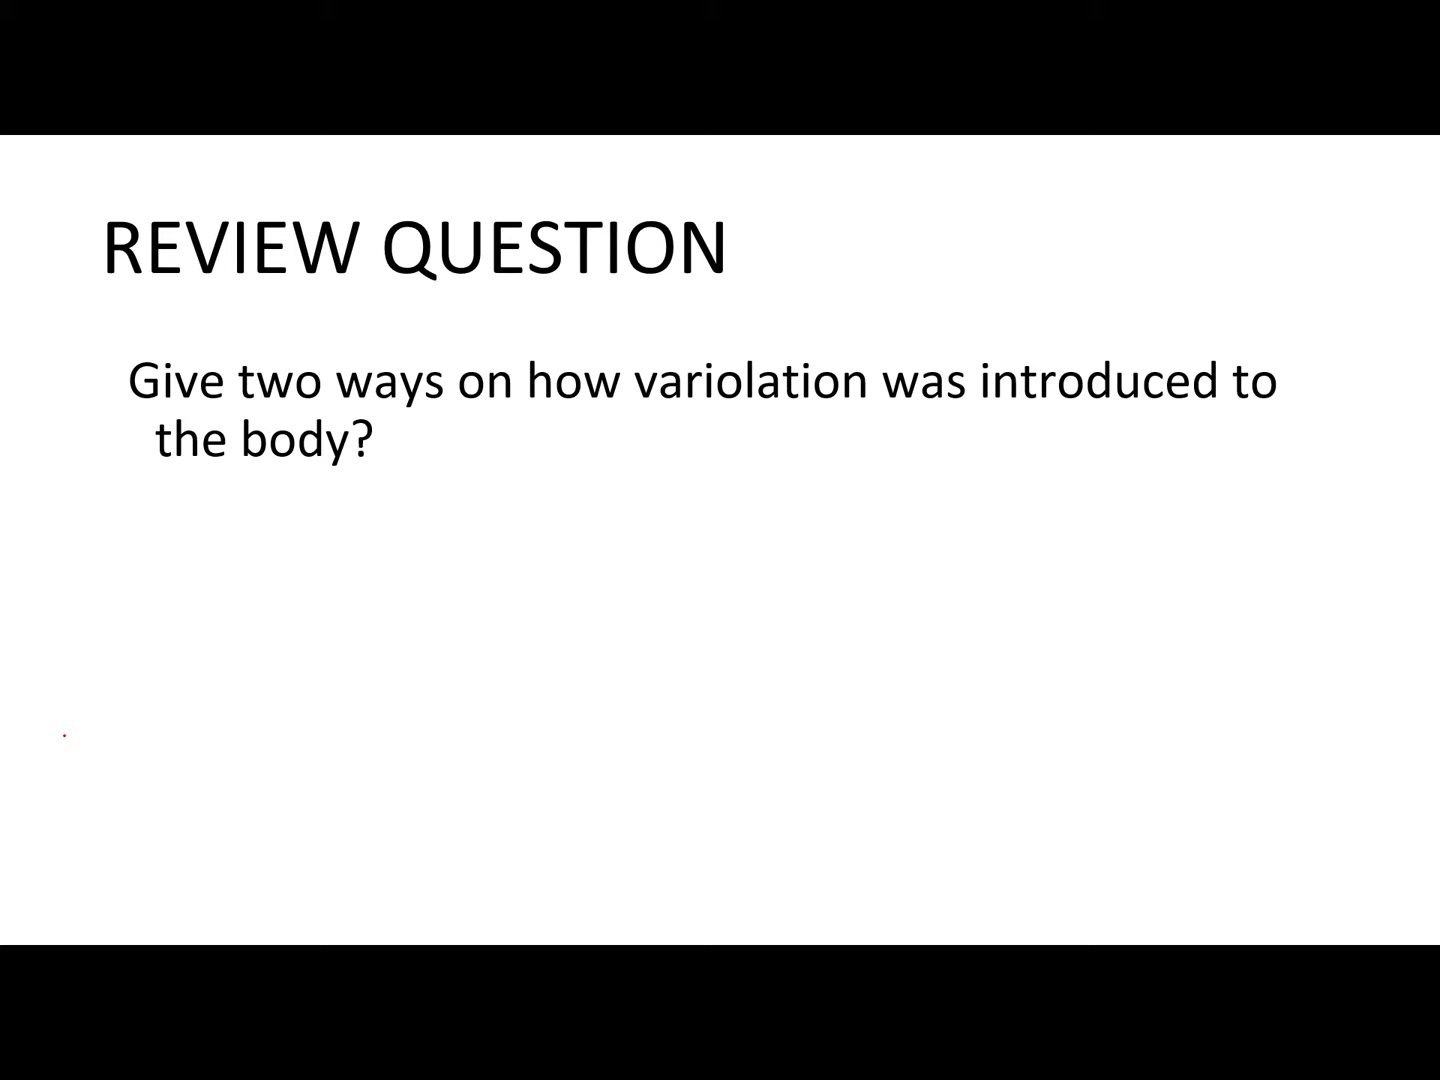 REVIEW QUESTION
Give two ways on how variolation was introduced to
the body?